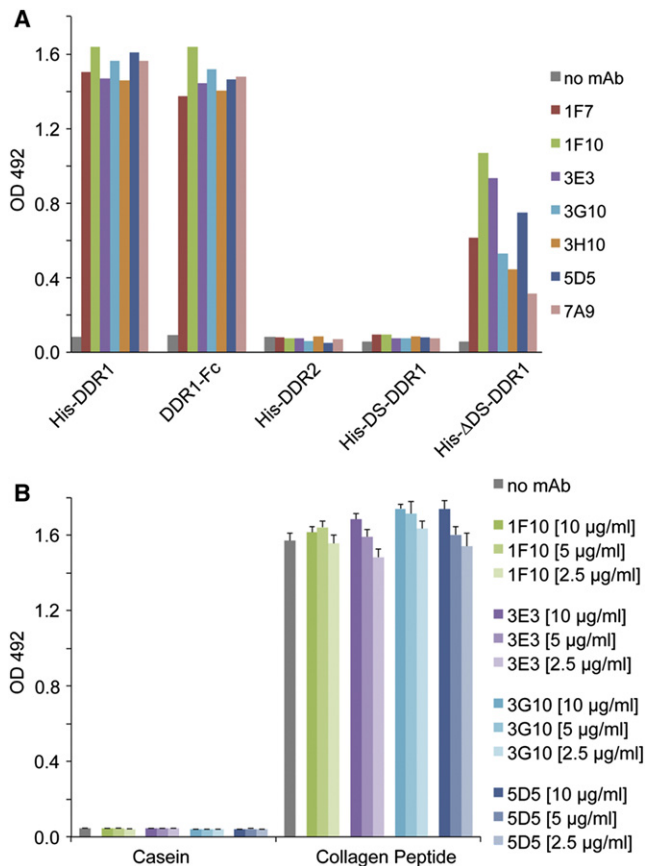 A
OD 492
1.6
1.2
0.8
0.4
0.0
His-DDR1
DDR1-Fc
His-DDR2
His-DS-DDR1
His-ΔDS-DDR1
no mAb
1F7
1F10
3E3
3G10
3H10
5D5
7A9
B
OD 492
1.6
1.2
0.8
0.4
0.0
Casein
Collagen Peptide
no mAb
1F10 [10 µg/ml]
1F10 [5 µg/ml]
1F10 [2.5 µg/ml]
3E3 [10 µg/ml]
3E3 [5 µg/ml]
3E3 [2.5 µg/ml]
3G10 [10 µg/ml]
3G10 [5 µg/ml]
3G10 [2.5 µg/ml]
5D5 [10 µg/ml]
5D5 [5 µg/ml]
5D5 [2.5 µg/ml]